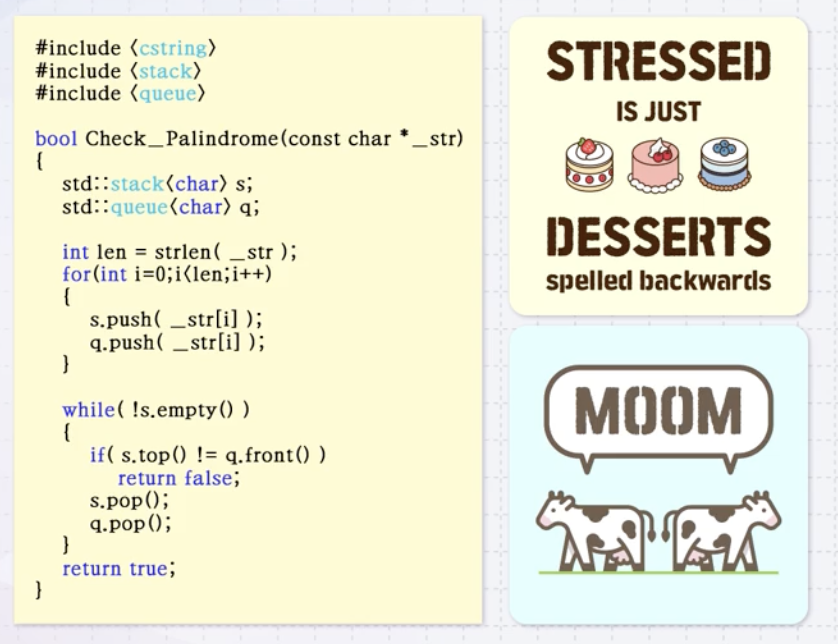 #include <cstring>
#include <stack>
#include <queue>

bool Check_Palindrome(const char *_str)
{
    std::stack<char> s;
    std::queue<char> q;

    int len = strlen( _str );
    for(int i=0;i<len;i++)
    {
        s.push( _str[i] );
        q.push( _str[i] );
    }

    while( !s.empty() )
    {
        if( s.top() != q.front() )
            return false;
        s.pop();
        q.pop();
    }
    return true;
}
STRESSED
IS JUST
DESSERTS
spelled backwards
MOOM